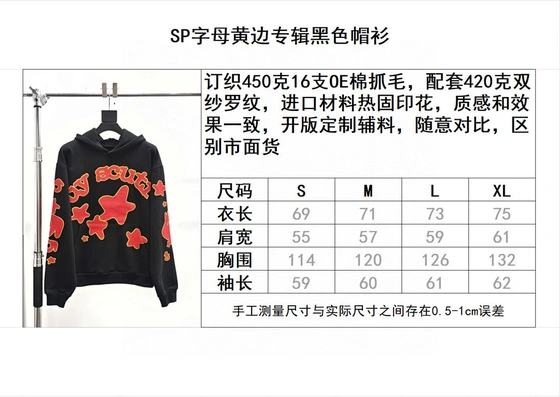 SP字母黄边专辑黑色帽衫
订织450克16支OE棉抓毛，配套420克双
纱罗纹，进口材料热固印花，质感和效
果一致，开版定制辅料，随意对比，区
别市面货
尺码 S M L XL
衣长 69 71 73 75
肩宽 55 57 59 61
胸围 114 120 126 132
袖长 59 60 61 62
手工测量尺寸与实际尺寸之间存在0.5-1cm误差